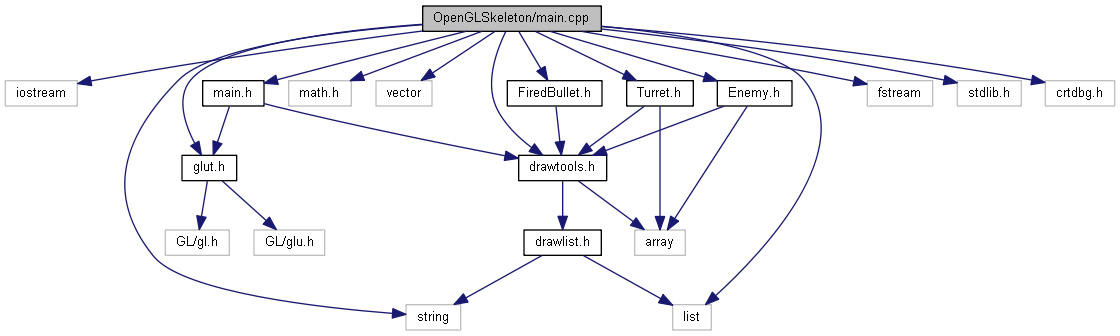 OpenGLSkeleton/main.cpp
iostream
main.h
math.h
vector
FiredBullet.h
Turret.h
Enemy.h
fstream
stdlib.h
crtdbg.h
glut.h
drawtools.h
GL/gl.h
GL/glu.h
drawlist.h
array
string
list